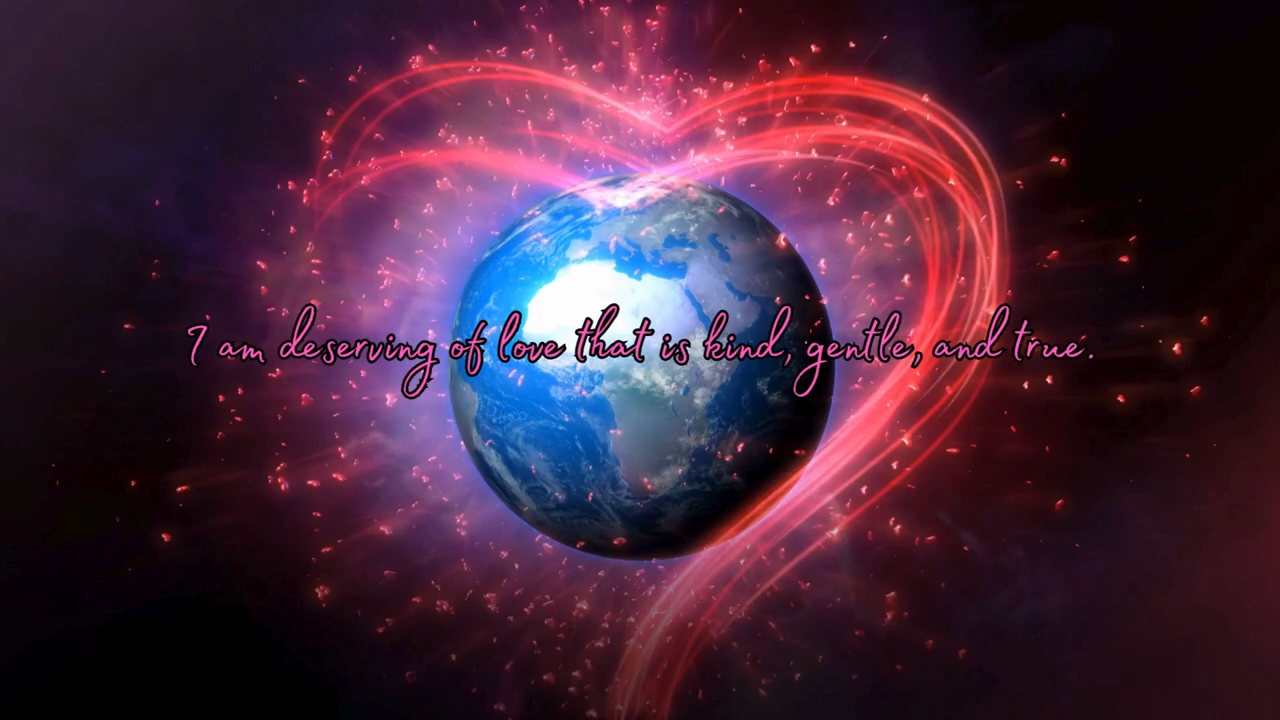 I am deserving of love that is kind, gentle, and true.